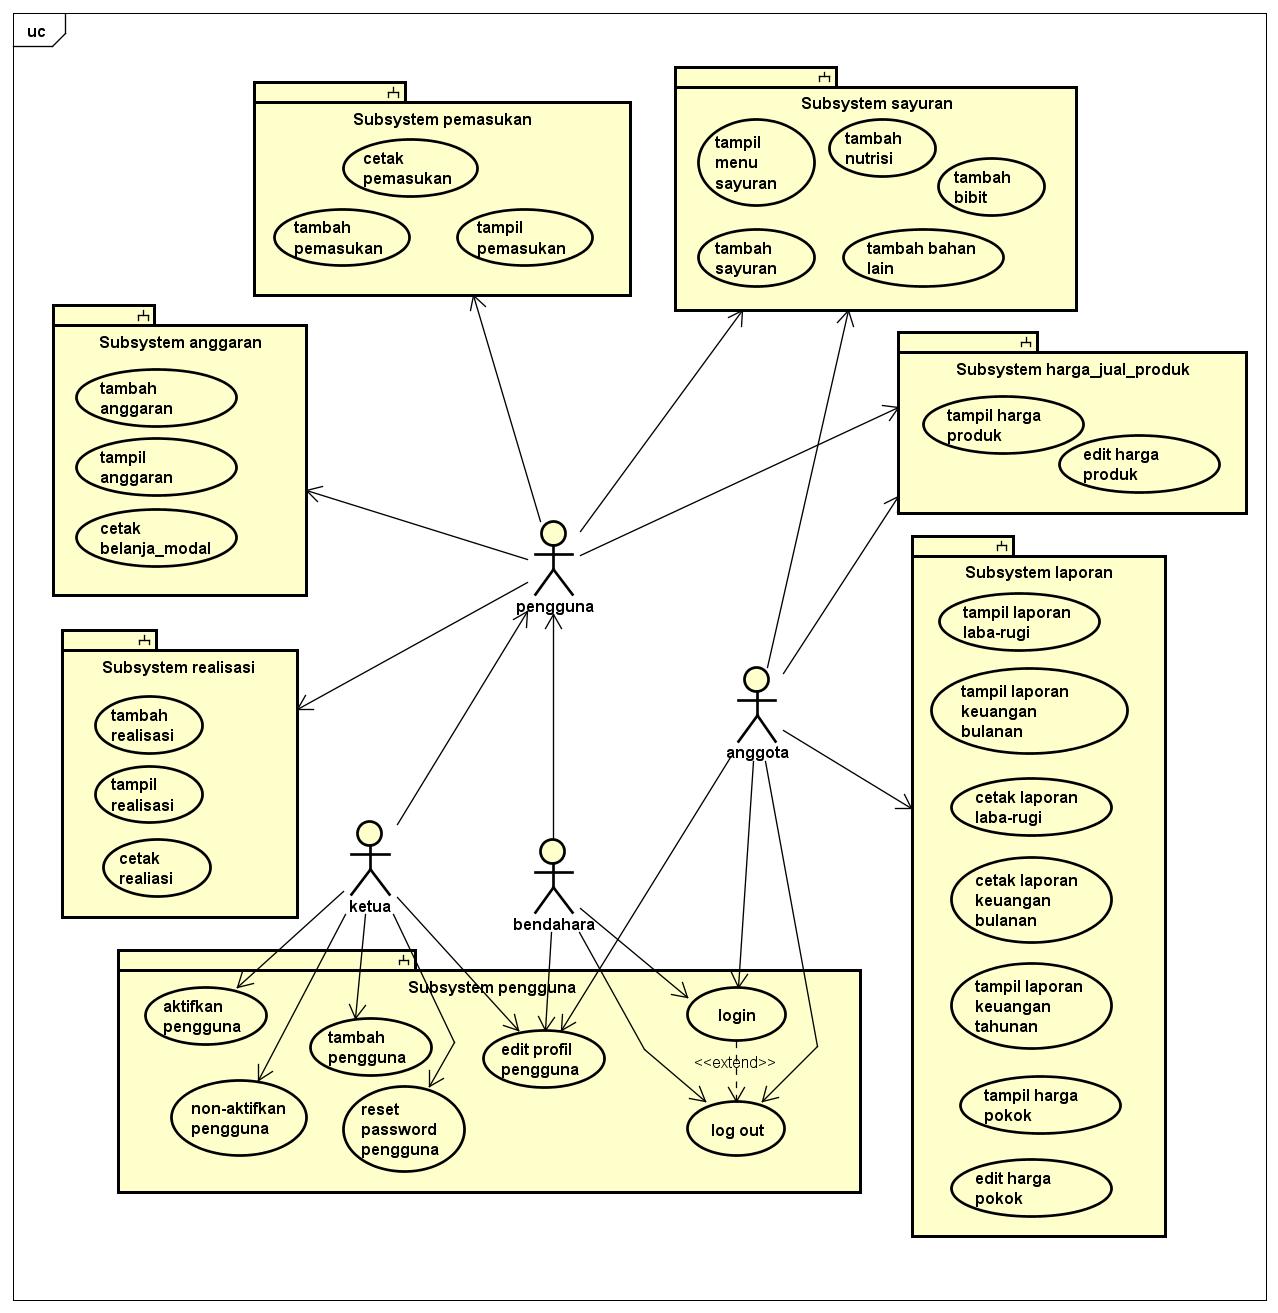 uc
Subsystem pemasukan
cetak
pemasukan
tambah
pemasukan
tampil
pemasukan
Subsystem sayuran
tampil
menu
sayuran
tambah
nutrisi
tambah
bibit
tambah
sayuran
tambah bahan
lain
Subsystem anggaran
tambah
anggaran
tampil
anggaran
cetak
belanja_modal
Subsystem harga_jual_produk
tampil harga
produk
edit harga
produk
pengguna
Subsystem realisasi
tambah
realisasi
tampil
realisasi
cetak
realiasi
anggota
Subsystem laporan
tampil laporan
laba-rugi
tampil laporan
keuangan
bulanan
cetak laporan
laba-rugi
cetak laporan
keuangan
bulanan
tampil laporan
keuangan
tahunan
tampil harga
pokok
edit harga
pokok
ketua
bendahara
Subsystem pengguna
aktifkan
pengguna
tambah
pengguna
edit profil
pengguna
login
<<extend>>
non-aktifkan
pengguna
reset
password
pengguna
log out